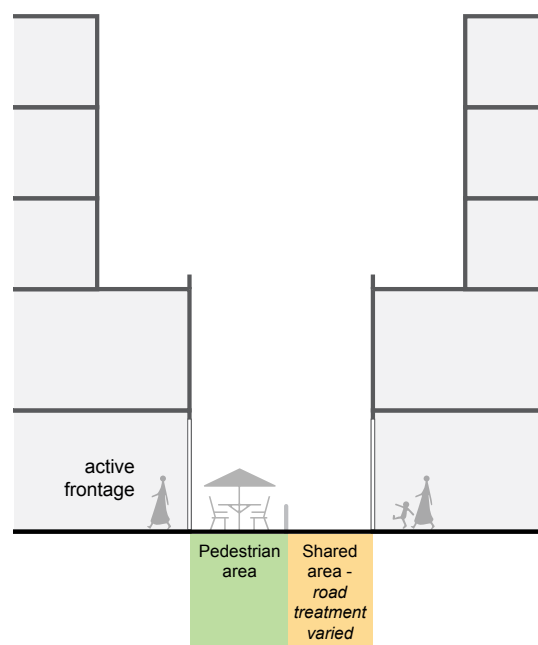 active
frontage
Pedestrian
area
Shared
area -
road
treatment
varied